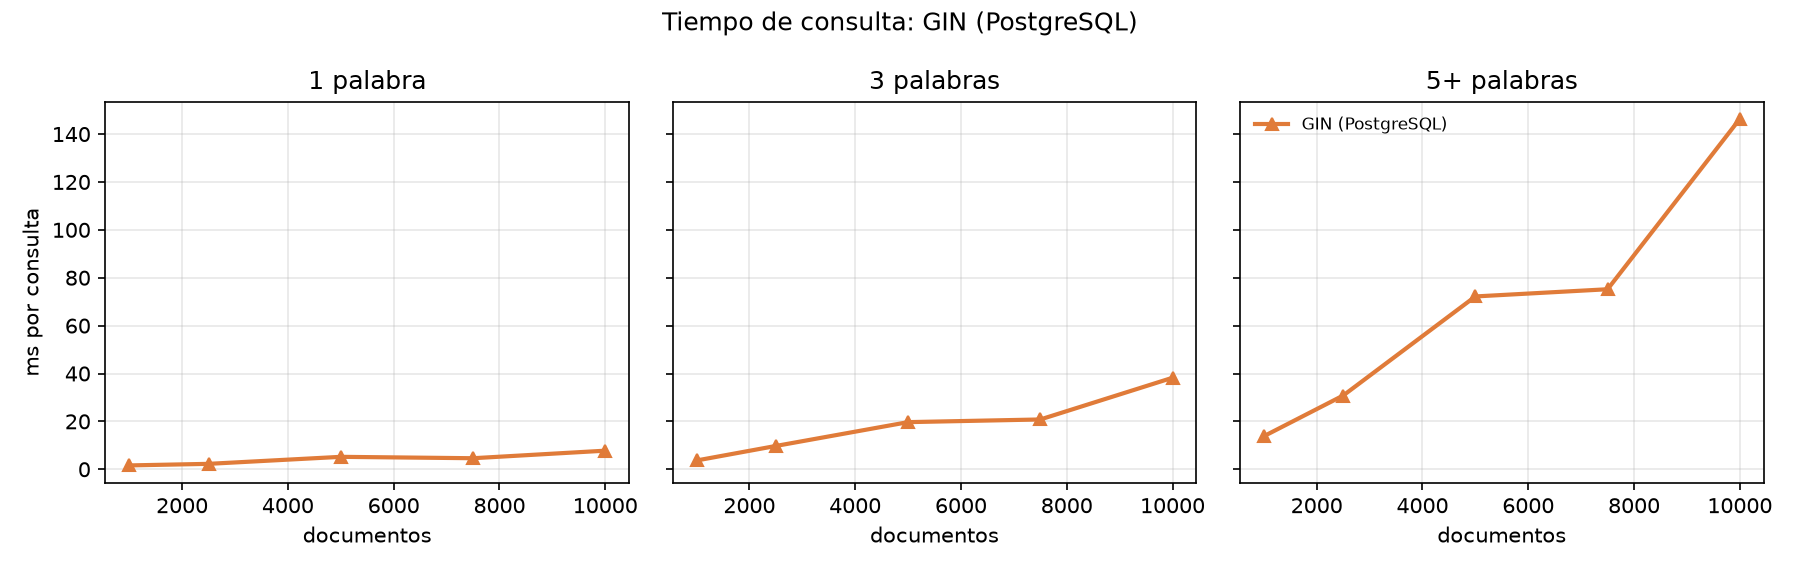 Tiempo de consulta: GIN (PostgreSQL)
1 palabra
3 palabras
5+ palabras
GIN (PostgreSQL)
ms por consulta
140
120
100
80
60
40
20
0
2000 4000 6000 8000 10000
2000 4000 6000 8000 10000
2000 4000 6000 8000 10000
documentos
documentos
documentos